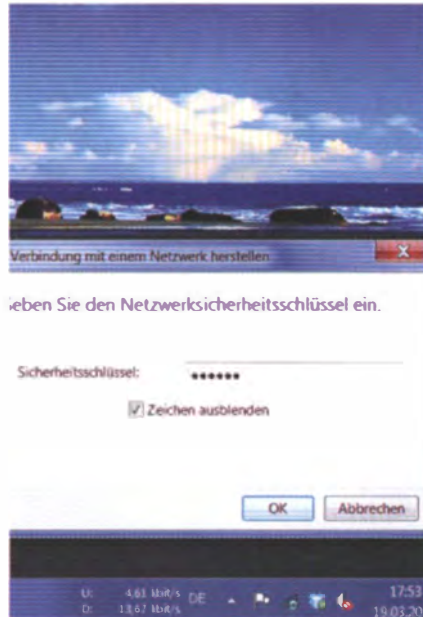 Verbindung mit einem Netzwerk herstellen
eben Sie den Netzwerksicherheitsschlüssel ein.
Sicherheitsschlüssel: ••••••
Zeichen ausblenden
OK Abbrechen
U: 4,61 kbit/s
D: 13,67 kbit/s
DE
17:53
19.03.20